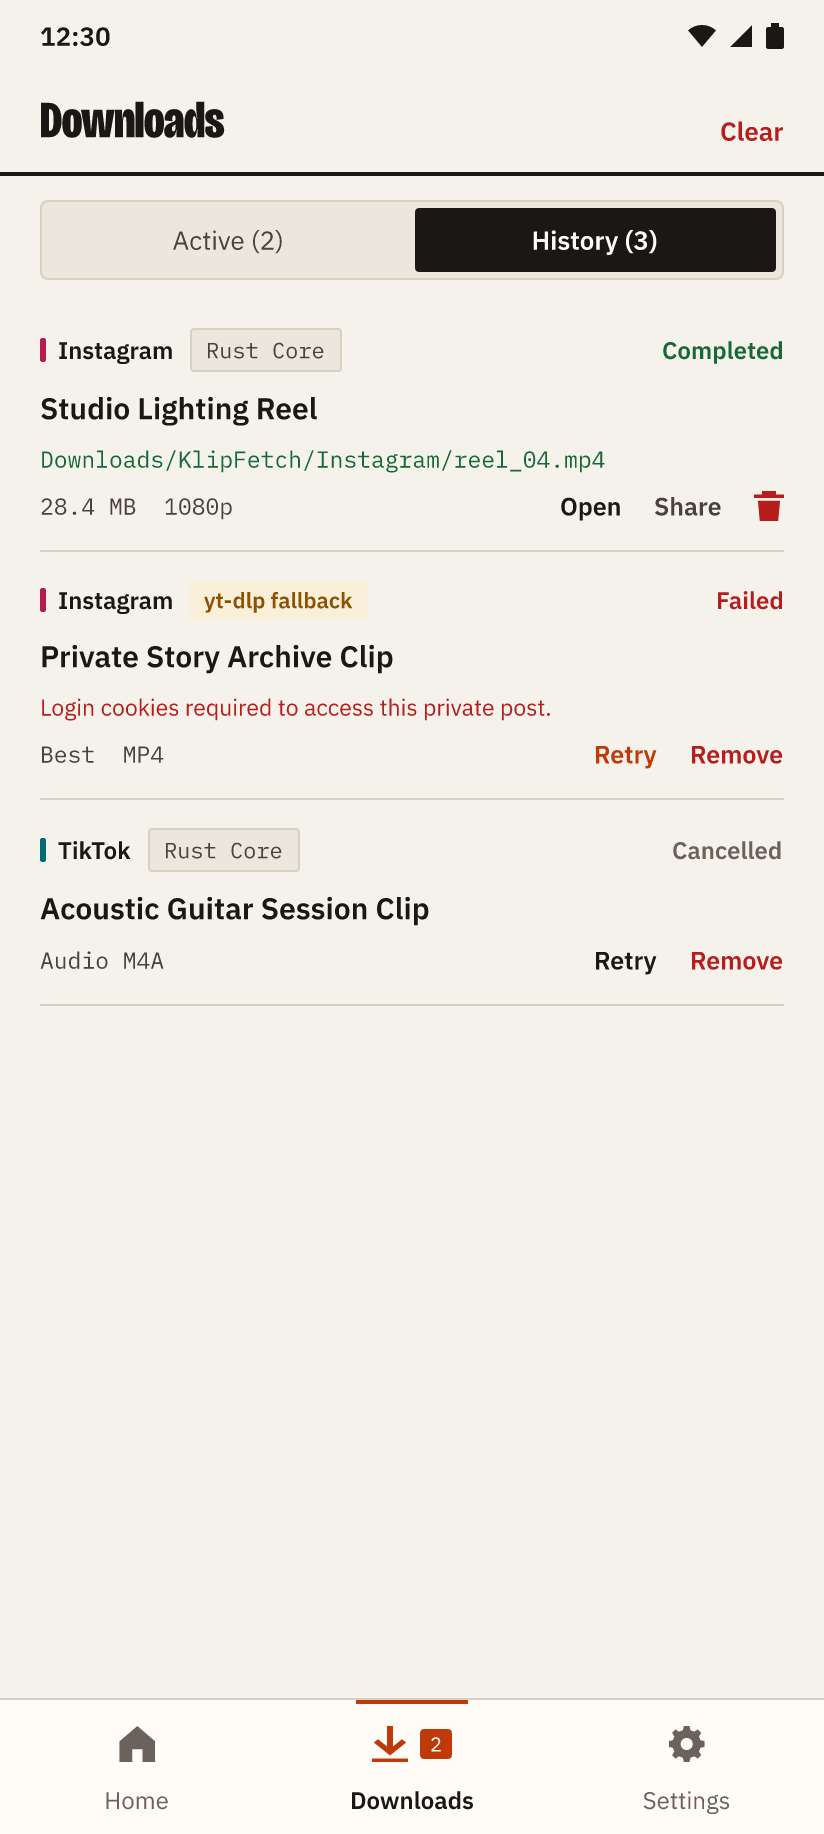 12:30
Downloads
Clear
Active (2)
History (3)
Instagram Rust Core Completed
Studio Lighting Reel
Downloads/KlipFetch/Instagram/reel_04.mp4
28.4 MB 1080p Open Share
Instagram yt-dlp fallback Failed
Private Story Archive Clip
Login cookies required to access this private post.
Best MP4 Retry Remove
TikTok Rust Core Cancelled
Acoustic Guitar Session Clip
Audio M4A Retry Remove
2
Home Downloads Settings